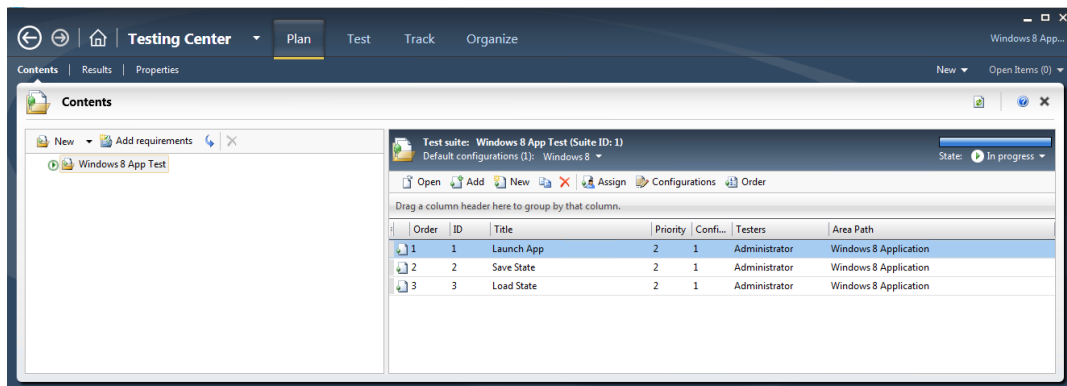 Testing Center Plan Test Track Organize Windows 8 App...
Contents Results Properties New Open Items (0)
Contents
New Add requirements
Windows 8 App Test
Test suite: Windows 8 App Test (Suite ID: 1)
Default configurations (1): Windows 8 State: In progress
Open Add New Assign Configurations Order
Drag a column header here to group by that column.
Order ID Title Priority Confi... Testers Area Path
1 1 Launch App 2 1 Administrator Windows 8 Application
2 2 Save State 2 1 Administrator Windows 8 Application
3 3 Load State 2 1 Administrator Windows 8 Application